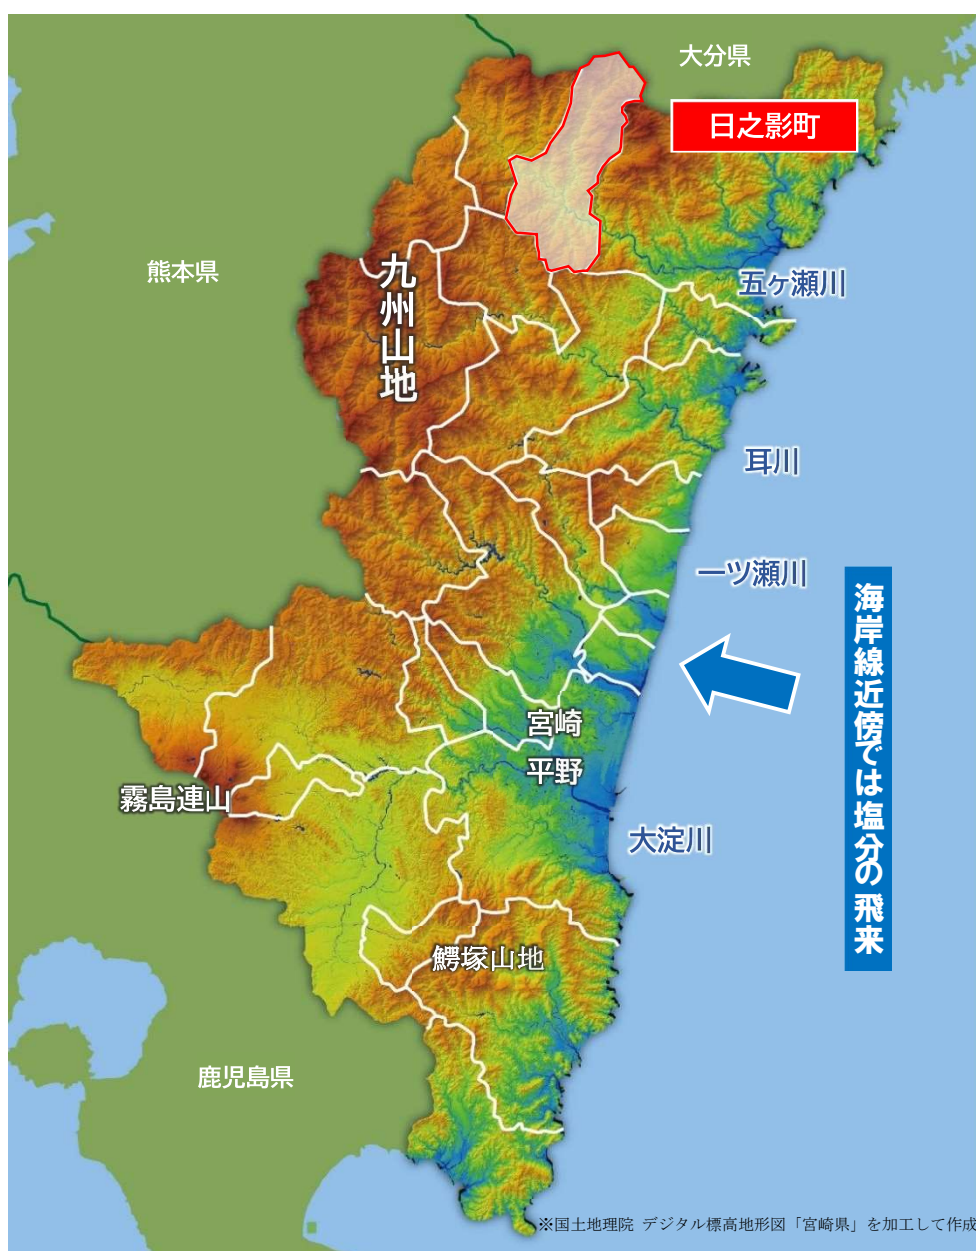 大分県
日之影町
熊本県
九州山地
五ヶ瀬川
耳川
一ツ瀬川
海岸線近傍では塩分の飛来
宮崎
平野
霧島連山
大淀川
鰐塚山地
鹿児島県
※国土地理院 デジタル標高地形図「宮崎県」を加工して作成